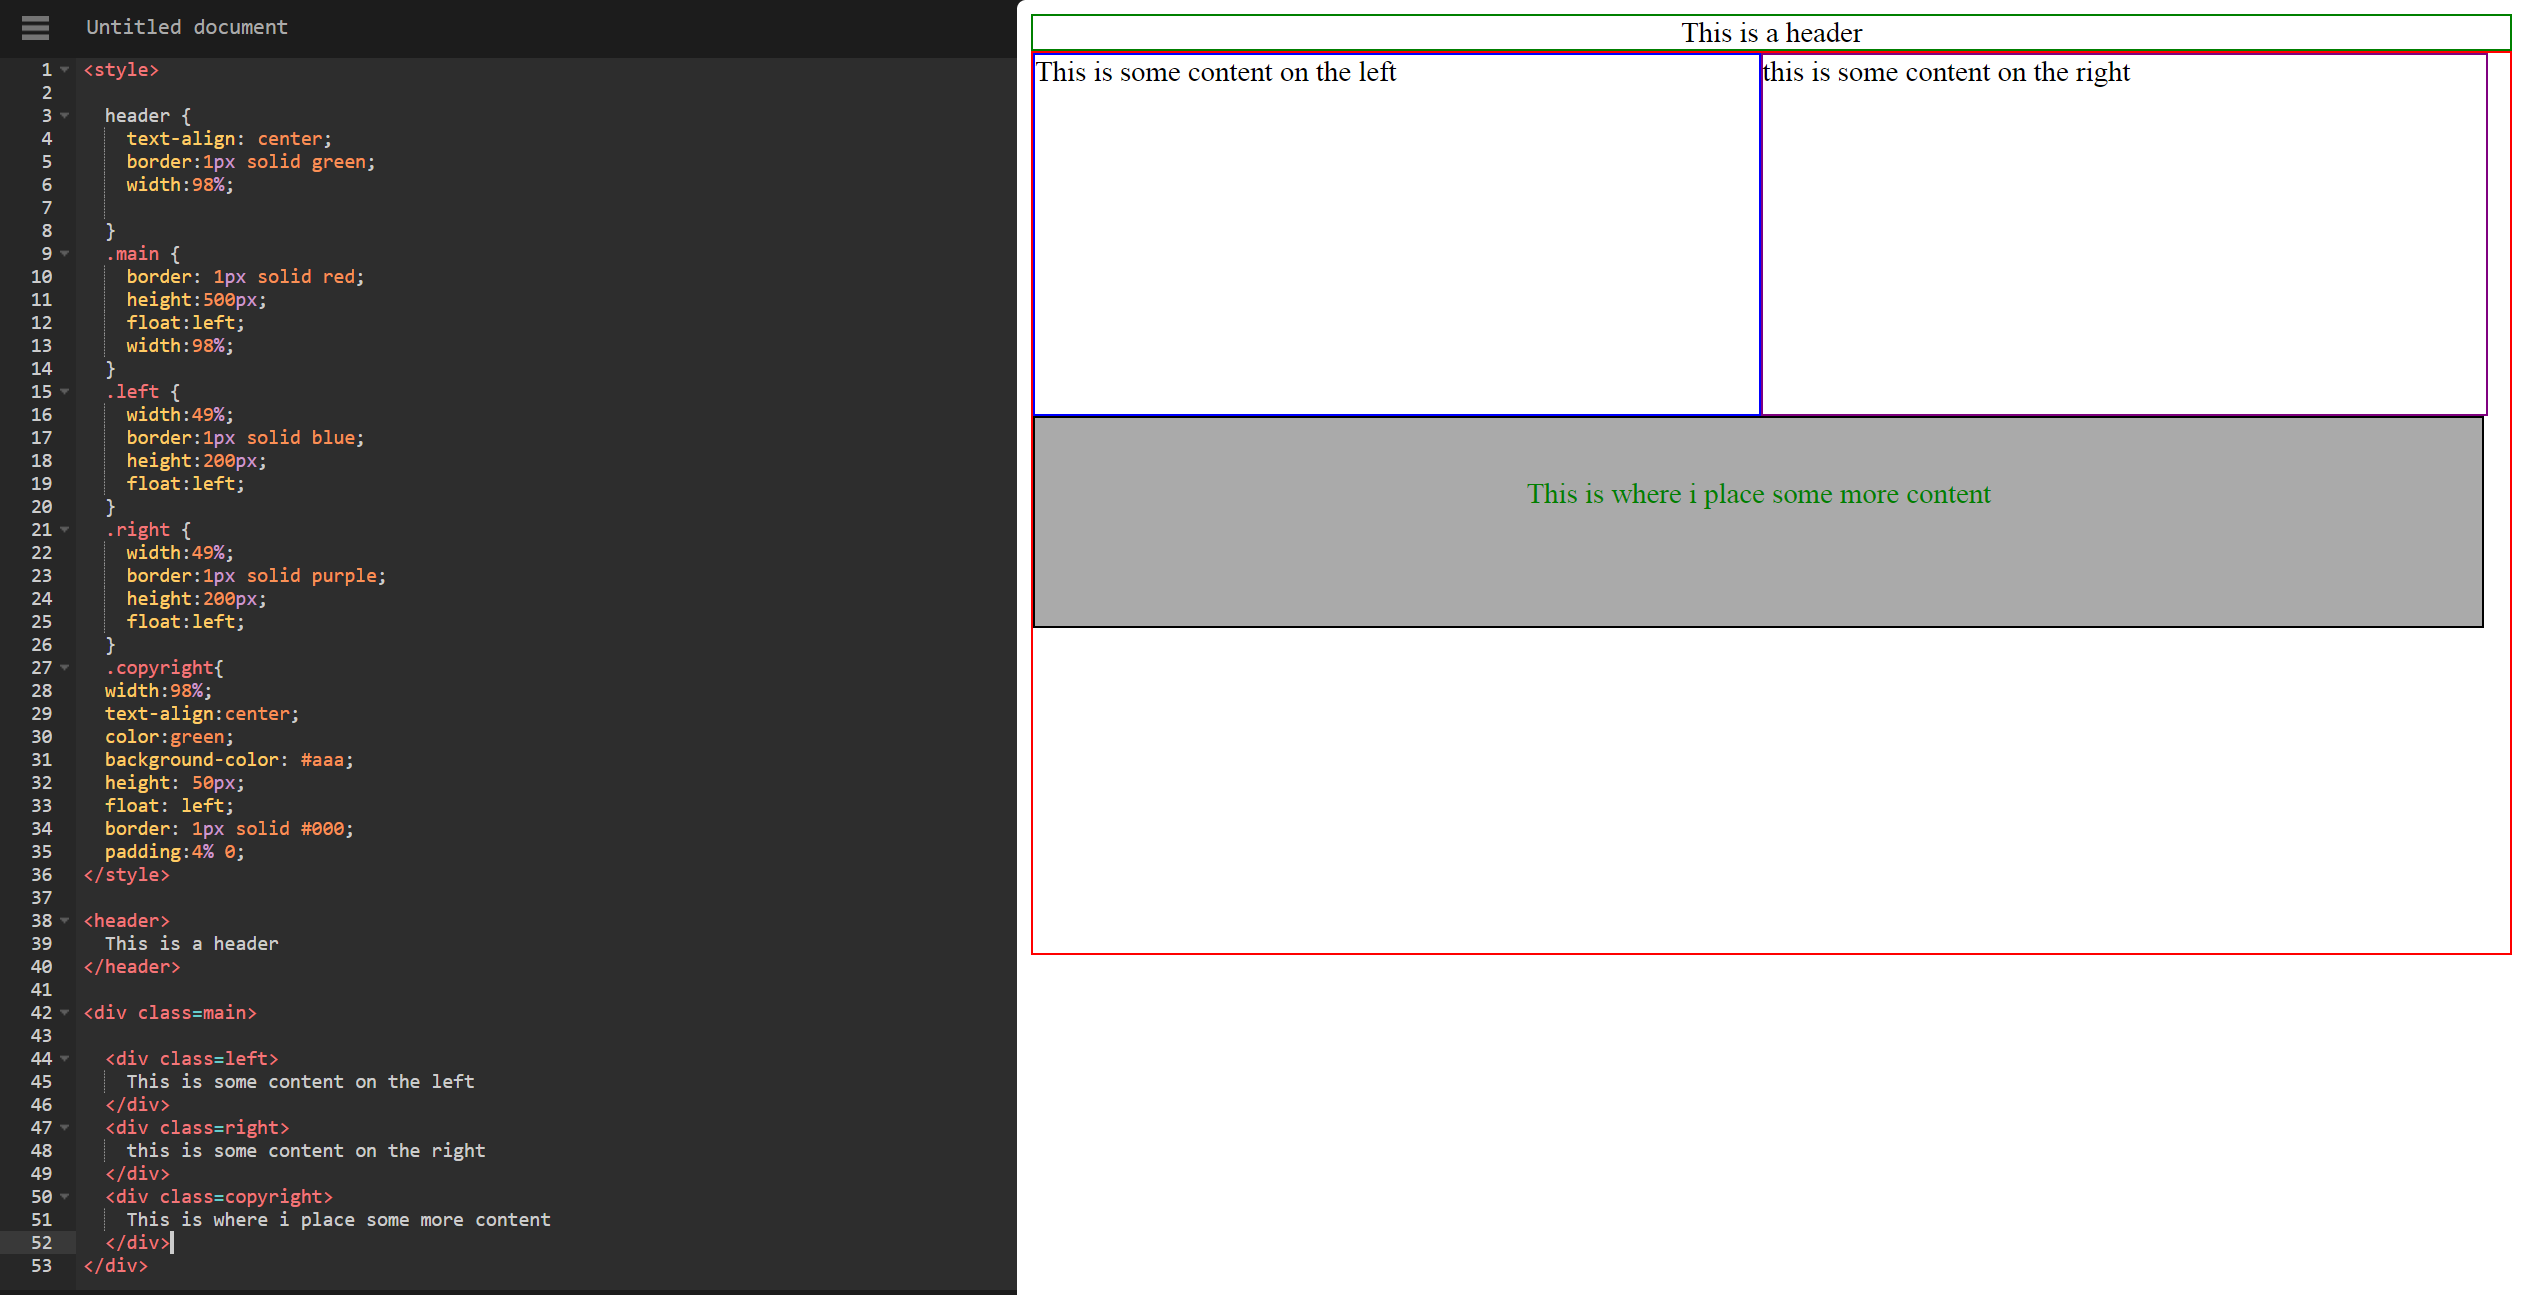 Untitled document
1 <style>
2
3 header {
4 text-align: center;
5 border:1px solid green;
6 width:98%;
7
8 }
9 .main {
10 border: 1px solid red;
11 height:500px;
12 float:left;
13 width:98%;
14 }
15 .left {
16 width:49%;
17 border:1px solid blue;
18 height:200px;
19 float:left;
20 }
21 .right {
22 width:49%;
23 border:1px solid purple;
24 height:200px;
25 float:left;
26 }
27 .copyright{
28 width:98%;
29 text-align:center;
30 color:green;
31 background-color: #aaa;
32 height: 50px;
33 float: left;
34 border: 1px solid #000;
35 padding:4% 0;
36 </style>
37
38 <header>
39 This is a header
40 </header>
41
42 <div class=main>
43
44 <div class=left>
45 This is some content on the left
46 </div>
47 <div class=right>
48 this is some content on the right
49 </div>
50 <div class=copyright>
51 This is where i place some more content
52 </div>
53 </div>
This is a header
This is some content on the left
this is some content on the right
This is where i place some more content